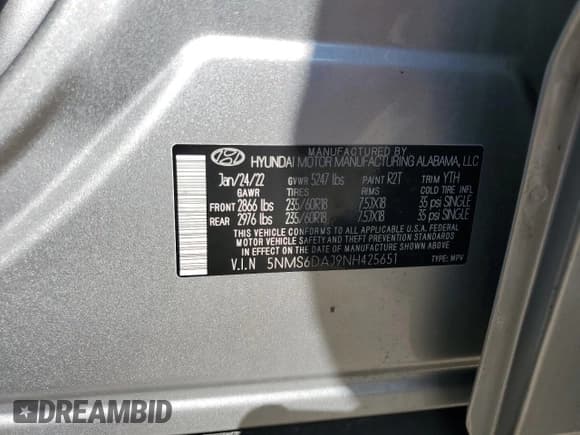 MANUFACTURED BY
HYUNDAI MOTOR MANUFACTURING ALABAMA, LLC
Jan/24/22 GVWR 5247 lbs PAINT R2T TRIM YTH
GAWR TIRES RIMS COLD TIRE INFL
FRONT 2866 lbs 235/60R18 7.5JX18 35 psi SINGLE
REAR 2976 lbs 235/60R18 7.5JX18 35 psi SINGLE
THIS VEHICLE CONFORMS TO ALL APPLICABLE U.S.A. FEDERAL
MOTOR VEHICLE SAFETY AND THEFT PREVENTION STANDARDS
IN EFFECT ON THE DATE OF MANUFACTURE SHOWN ABOVE.
V.I.N 5NMS6DAJ9NH425651 TYPE: MPV
DREAMBID